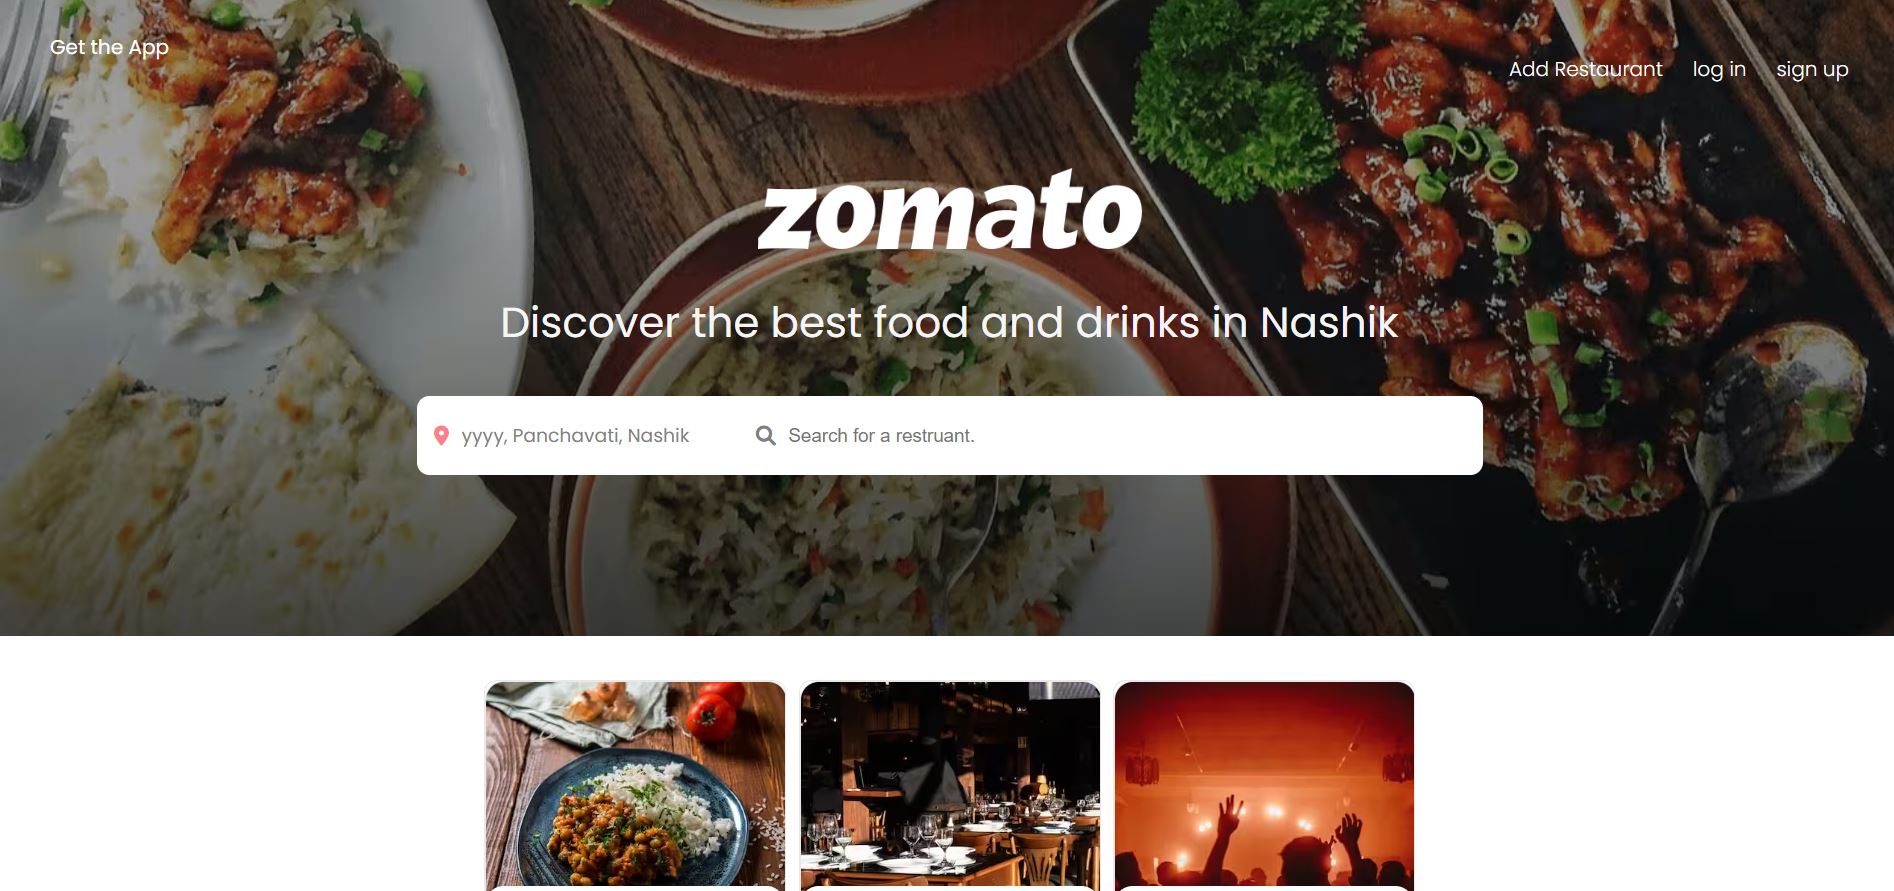 Get the App
Add Restaurant log in sign up
zomato
Discover the best food and drinks in Nashik
yyyy, Panchavati, Nashik
Search for a restruant.